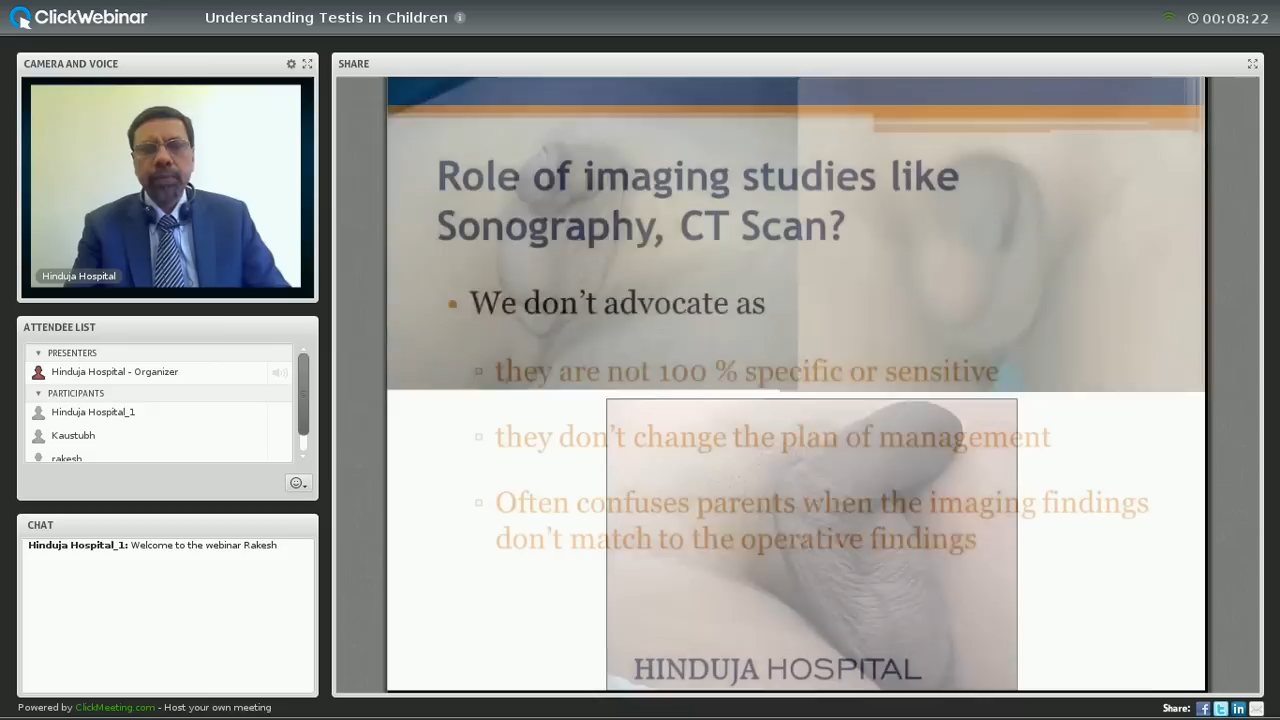 ClickWebinar
Understanding Testis in Children
00:08:22
CAMERA AND VOICE
Hinduja Hospital
ATTENDEE LIST
PRESENTERS
Hinduja Hospital - Organizer
PARTICIPANTS
Hinduja Hospital_1
Kaustubh
rakesh
CHAT
Hinduja Hospital_1: Welcome to the webinar Rakesh
SHARE
Role of imaging studies like
Sonography, CT Scan?
We don't advocate as
they are not 100 % specific or sensitive
they don't change the plan of management
Often confuses parents when the imaging findings
don't match to the operative findings
HINDUJA HOSPITAL
Powered by ClickMeeting.com - Host your own meeting
Share: